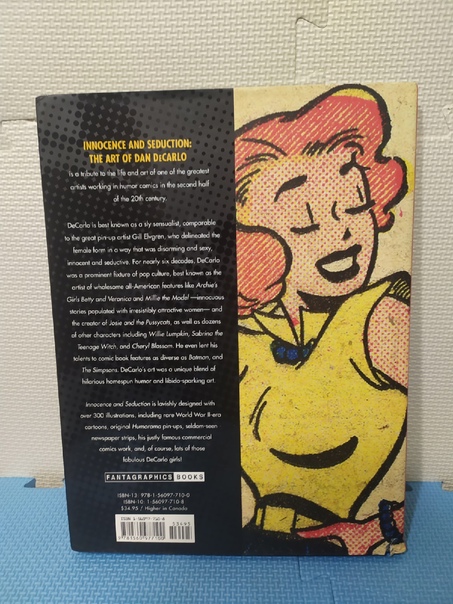 INNOCENCE AND SEDUCTION:
THE ART OF DAN DeCARLO
is a tribute to the life and art of one of the greatest
artists working in humor comics in the second half
of the 20th century.
DeCarlo is best known as a sly sensualist, comparable
to the great pin-up artist Gill Elvgren, who delineated the
female form in a way that was disarming and sexy,
innocent and seductive. For nearly six decades, DeCarlo
was a prominent fixture of pop culture, best known as the
artist of wholesome all-American features like Archie's
Girls Betty and Veronica and Millie the Model —innocuous
stories populated with irresistibly attractive women— and
the creator of Josie and the Pussycats, as well as dozens
of other characters including Willie Lumpkin, Sabrina the
Teenage Witch, and Cheryl Blossom. He even lent his
talents to comic book features as diverse as Batman, and
The Simpsons. DeCarlo's art was a unique blend of
hilarious homespun humor and libido-sparking art.
Innocence and Seduction is lavishly designed with
over 300 illustrations, including rare World War II-era
cartoons, original Humorama pin-ups, seldom-seen
newspaper strips, his justly famous commercial
comics work, and, of course, lots of those
fabulous DeCarlo girls!
FANTAGRAPHICS BOOKS
ISBN-13: 978-1-56097-710-0
ISBN-10: 1-56097-710-8
$34.95 / Higher in Canada